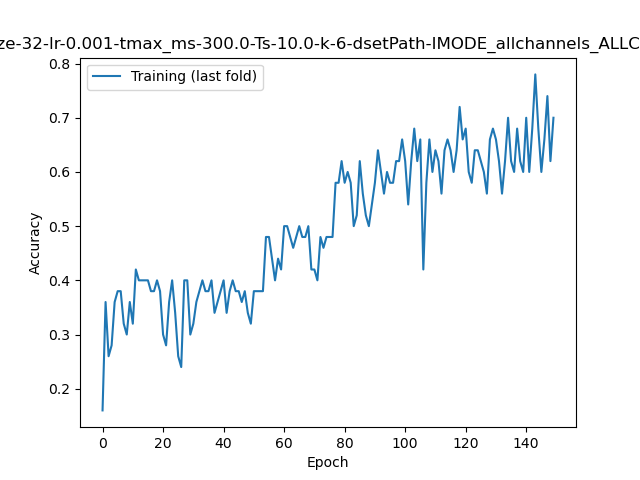 ze-32-lr-0.001-tmax_ms-300.0-Ts-10.0-k-6-dsetPath-IMODE_allchannels_ALLC
Training (last fold)
0.8
0.7
0.6
0.5
0.4
0.3
0.2
Accuracy
0 20 40 60 80 100 120 140
Epoch